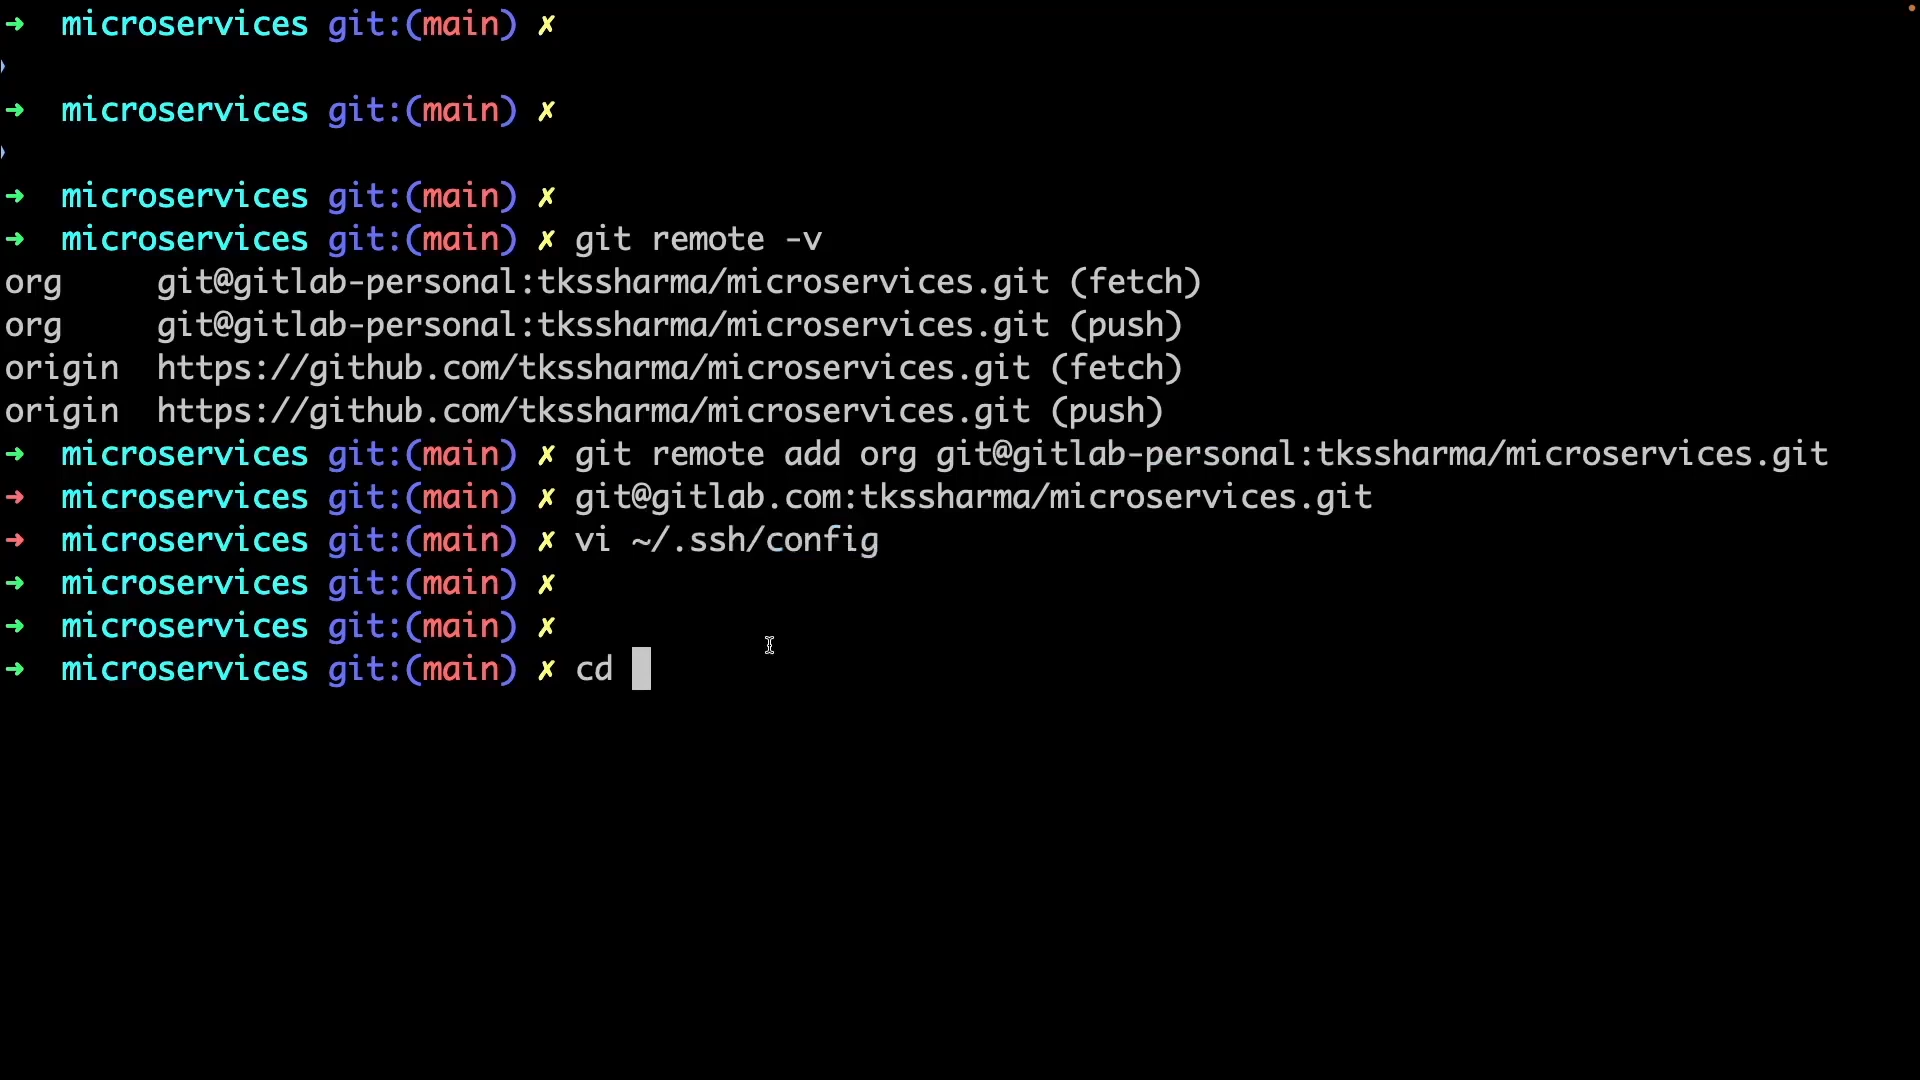 ➜  microservices git:(main) ✗
➜  microservices git:(main) ✗
➜  microservices git:(main) ✗
➜  microservices git:(main) ✗ git remote -v
org     git@gitlab-personal:tkssharma/microservices.git (fetch)
org     git@gitlab-personal:tkssharma/microservices.git (push)
origin  https://github.com/tkssharma/microservices.git (fetch)
origin  https://github.com/tkssharma/microservices.git (push)
➜  microservices git:(main) ✗ git remote add org git@gitlab-personal:tkssharma/microservices.git
➜  microservices git:(main) ✗ git@gitlab.com:tkssharma/microservices.git
➜  microservices git:(main) ✗ vi ~/.ssh/config
➜  microservices git:(main) ✗
➜  microservices git:(main) ✗
➜  microservices git:(main) ✗ cd